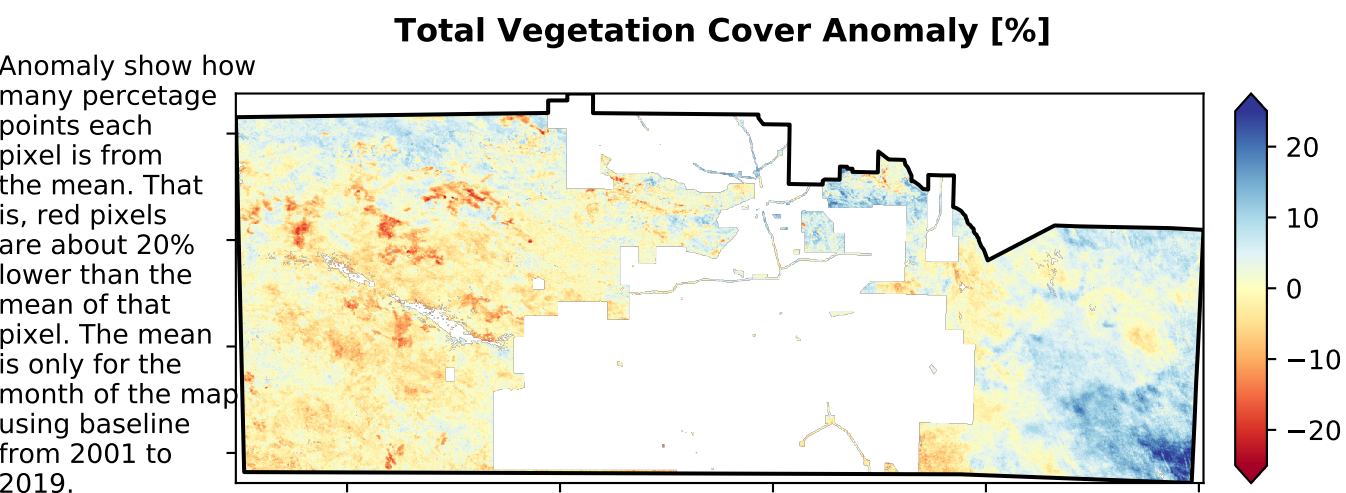 Total Vegetation Cover Anomaly [%]
Anomaly show how
many percetage
points each
pixel is from
the mean. That
is, red pixels
are about 20%
lower than the
mean of that
pixel. The mean
is only for the
month of the map
using baseline
from 2001 to
2019.
20
10
0
−10
−20